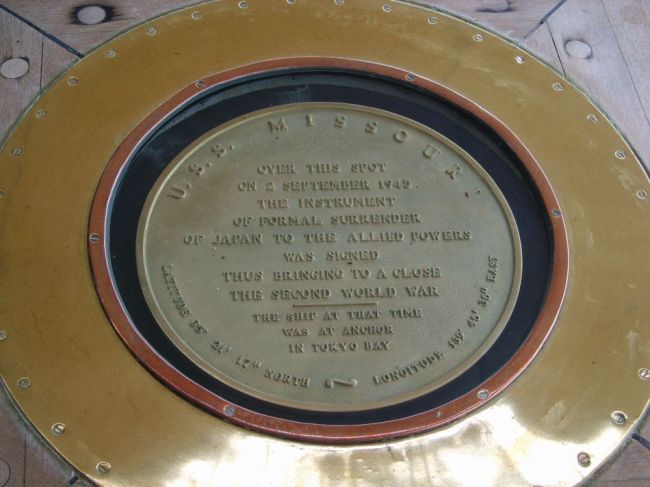 U.S.S. MISSOURI
OVER THIS SPOT
ON 2 SEPTEMBER 1945
THE INSTRUMENT
OF FORMAL SURRENDER
OF JAPAN TO THE ALLIED POWERS
WAS SIGNED
THUS BRINGING TO A CLOSE
THE SECOND WORLD WAR
THE SHIP AT THAT TIME
WAS AT ANCHOR
IN TOKYO BAY
LATITUDE 35° 21' 17" NORTH
LONGITUDE 139° 45' 36" EAST